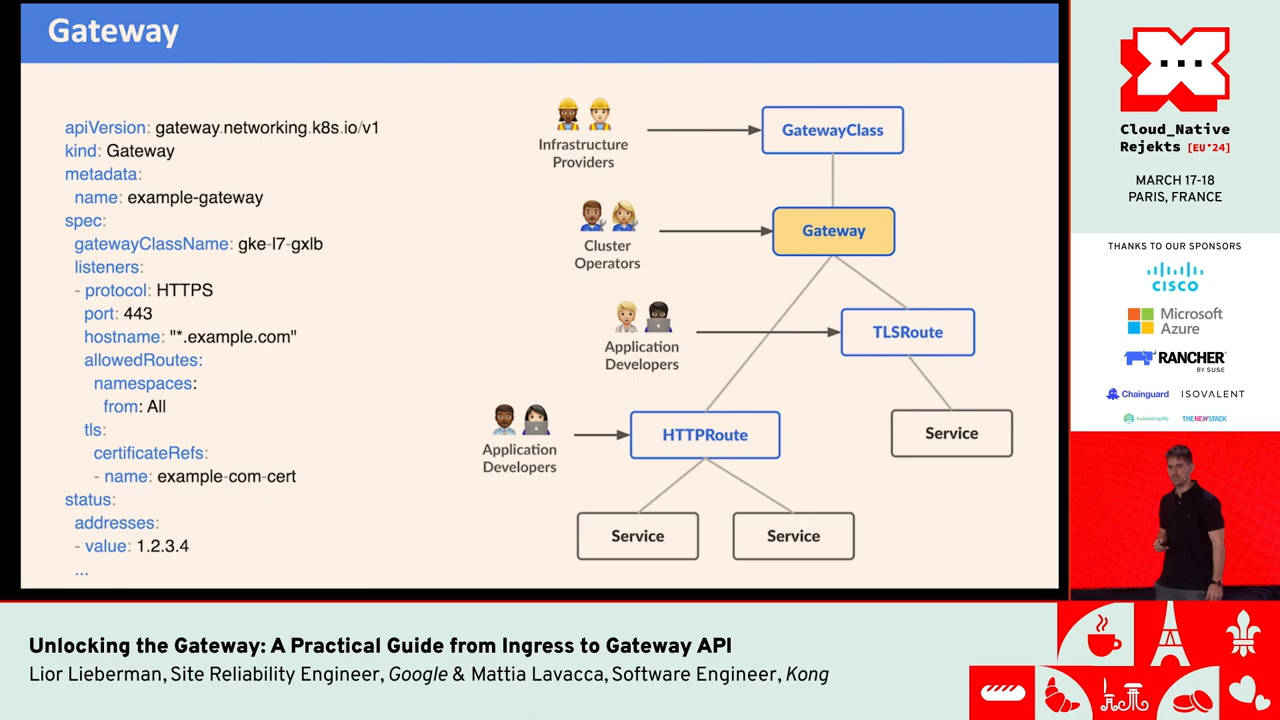 Gateway
apiVersion: gateway.networking.k8s.io/v1
kind: Gateway
metadata:
name: example-gateway
spec:
gatewayClassName: gke-l7-gxlb
listeners:
- protocol: HTTPS
port: 443
hostname: "*.example.com"
allowedRoutes:
namespaces:
from: All
tls:
certificateRefs:
- name: example-com-cert
status:
addresses:
- value: 1.2.3.4
...
Infrastructure
Providers
GatewayClass
Cluster
Operators
Gateway
Application
Developers
TLSRoute
Application
Developers
HTTPRoute
Service
Service
Service
Cloud_Native
Rejekts [EU'24]
MARCH 17-18
PARIS, FRANCE
THANKS TO OUR SPONSORS
CISCO
Microsoft
Azure
RANCHER
BY SUSE
Chainguard
ISOVALENT
kubesimplify
THENEWSTACK
Unlocking the Gateway: A Practical Guide from Ingress to Gateway API
Lior Lieberman, Site Reliability Engineer, Google & Mattia Lavacca, Software Engineer, Kong